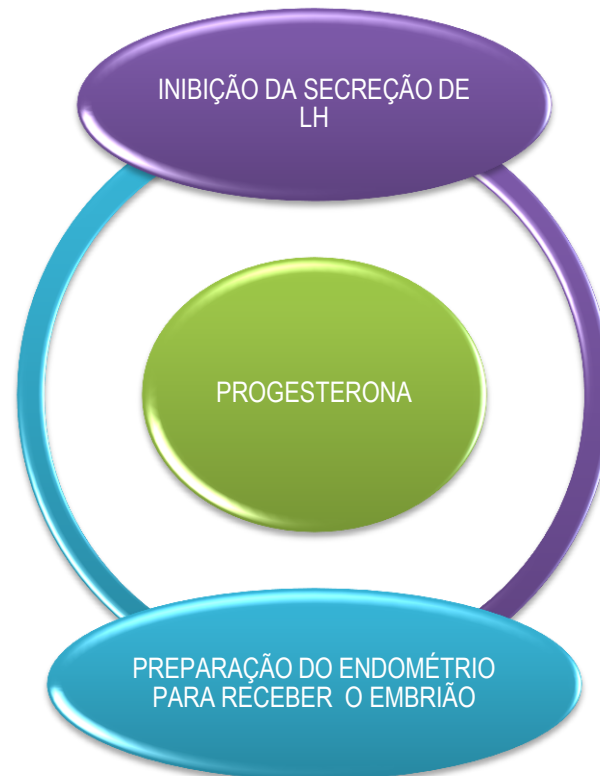 INIBIÇÃO DA SECREÇÃO DE
LH
PROGESTERONA
PREPARAÇÃO DO ENDOMÉTRIO
PARA RECEBER O EMBRIÃO